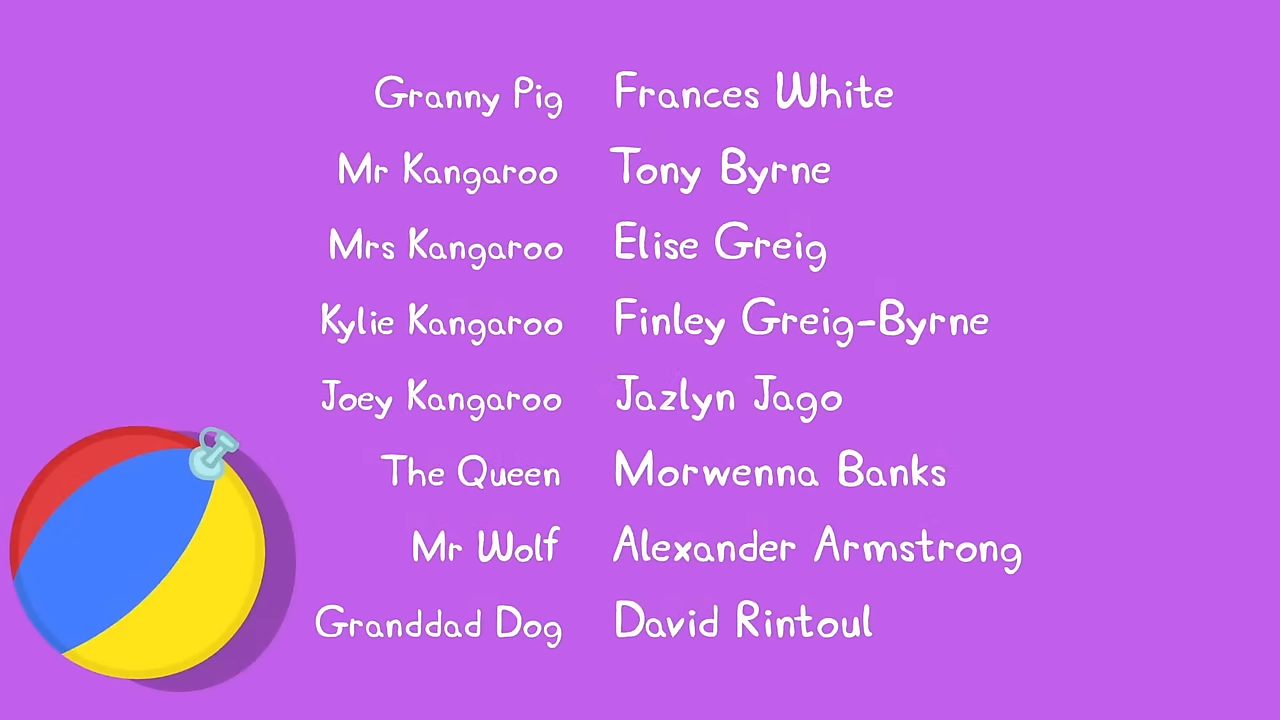 Granny Pig Frances White
Mr Kangaroo Tony Byrne
Mrs Kangaroo Elise Greig
Kylie Kangaroo Finley Greig-Byrne
Joey Kangaroo Jazlyn Jago
The Queen Morwenna Banks
Mr Wolf Alexander Armstrong
Granddad Dog David Rintoul